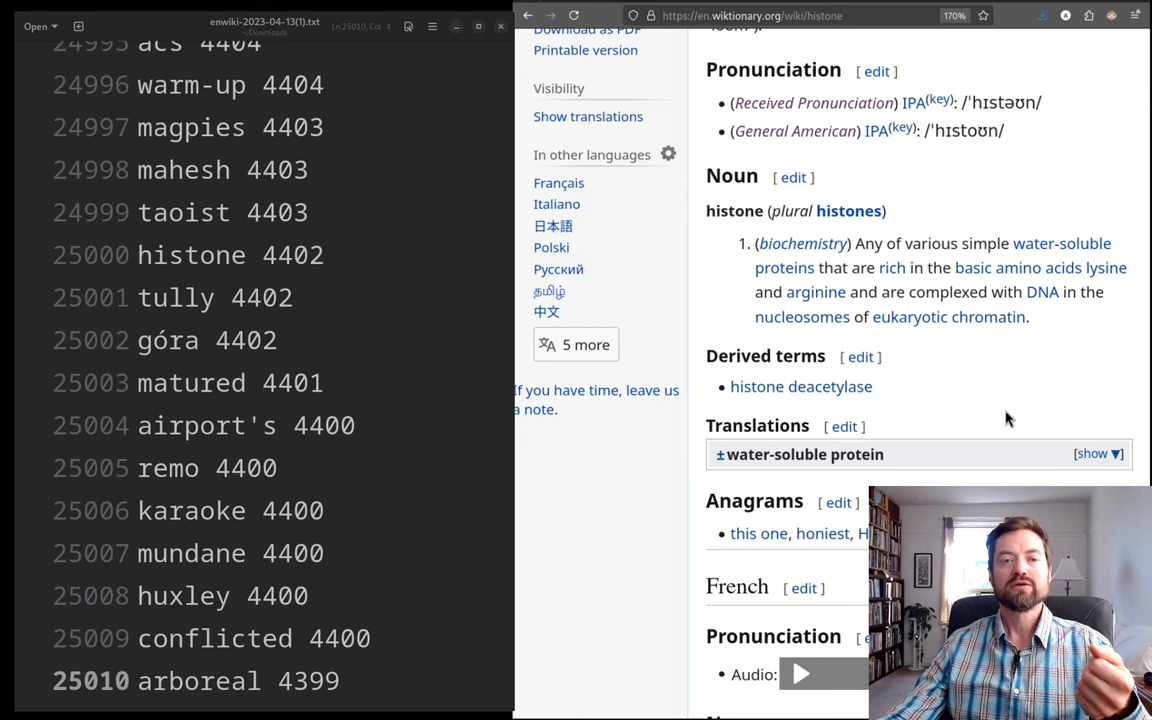 Open
enwiki-2023-04-13(1).txt
~/Downloads
Ln25010, Col 4
24995 acs 4404
24996 warm-up 4404
24997 magpies 4403
24998 mahesh 4403
24999 taoist 4403
25000 histone 4402
25001 tully 4402
25002 góra 4402
25003 matured 4401
25004 airport's 4400
25005 remo 4400
25006 karaoke 4400
25007 mundane 4400
25008 huxley 4400
25009 conflicted 4400
25010 arboreal 4399
https://en.wiktionary.org/wiki/histone
170%
Download as PDF
Printable version
Visibility
Show translations
In other languages
Français
Italiano
日本語
Polski
Русский
தமிழ்
中文
5 more
If you have time, leave us
a note.
Pronunciation [ edit ]
• (Received Pronunciation) IPA(key): /ˈhɪstəʊn/
• (General American) IPA(key): /ˈhɪstoʊn/
Noun [ edit ]
histone (plural histones)
1. (biochemistry) Any of various simple water-soluble
proteins that are rich in the basic amino acids lysine
and arginine and are complexed with DNA in the
nucleosomes of eukaryotic chromatin.
Derived terms [ edit ]
• histone deacetylase
Translations [ edit ]
± water-soluble protein [show ▼]
Anagrams [ edit ]
• this one, honiest, H
French [ edit ]
Pronunciation [
• Audio: